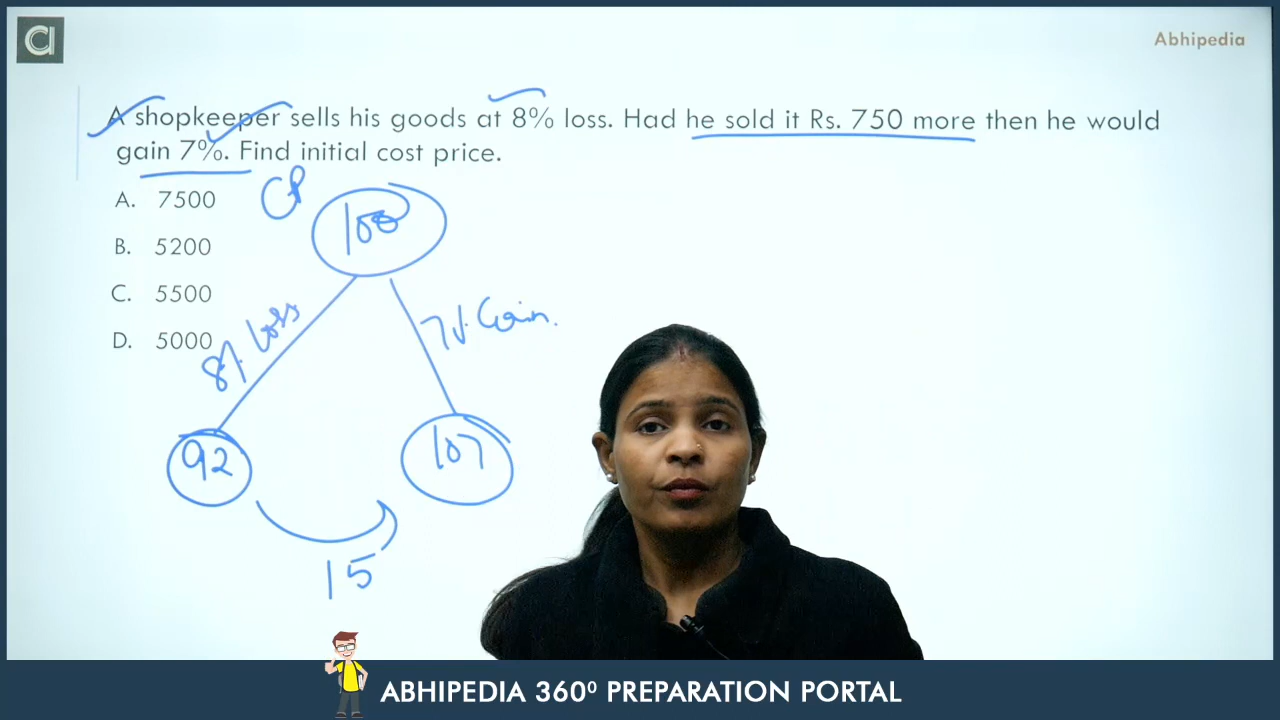 Abhipedia
A shopkeeper sells his goods at 8% loss. Had he sold it Rs. 750 more then he would
gain 7%. Find initial cost price.
A. 7500
B. 5200
C. 5500
D. 5000
CP
100
8% Loss
7% Gain.
92
107
15
ABHIPEDIA 360⁰ PREPARATION PORTAL